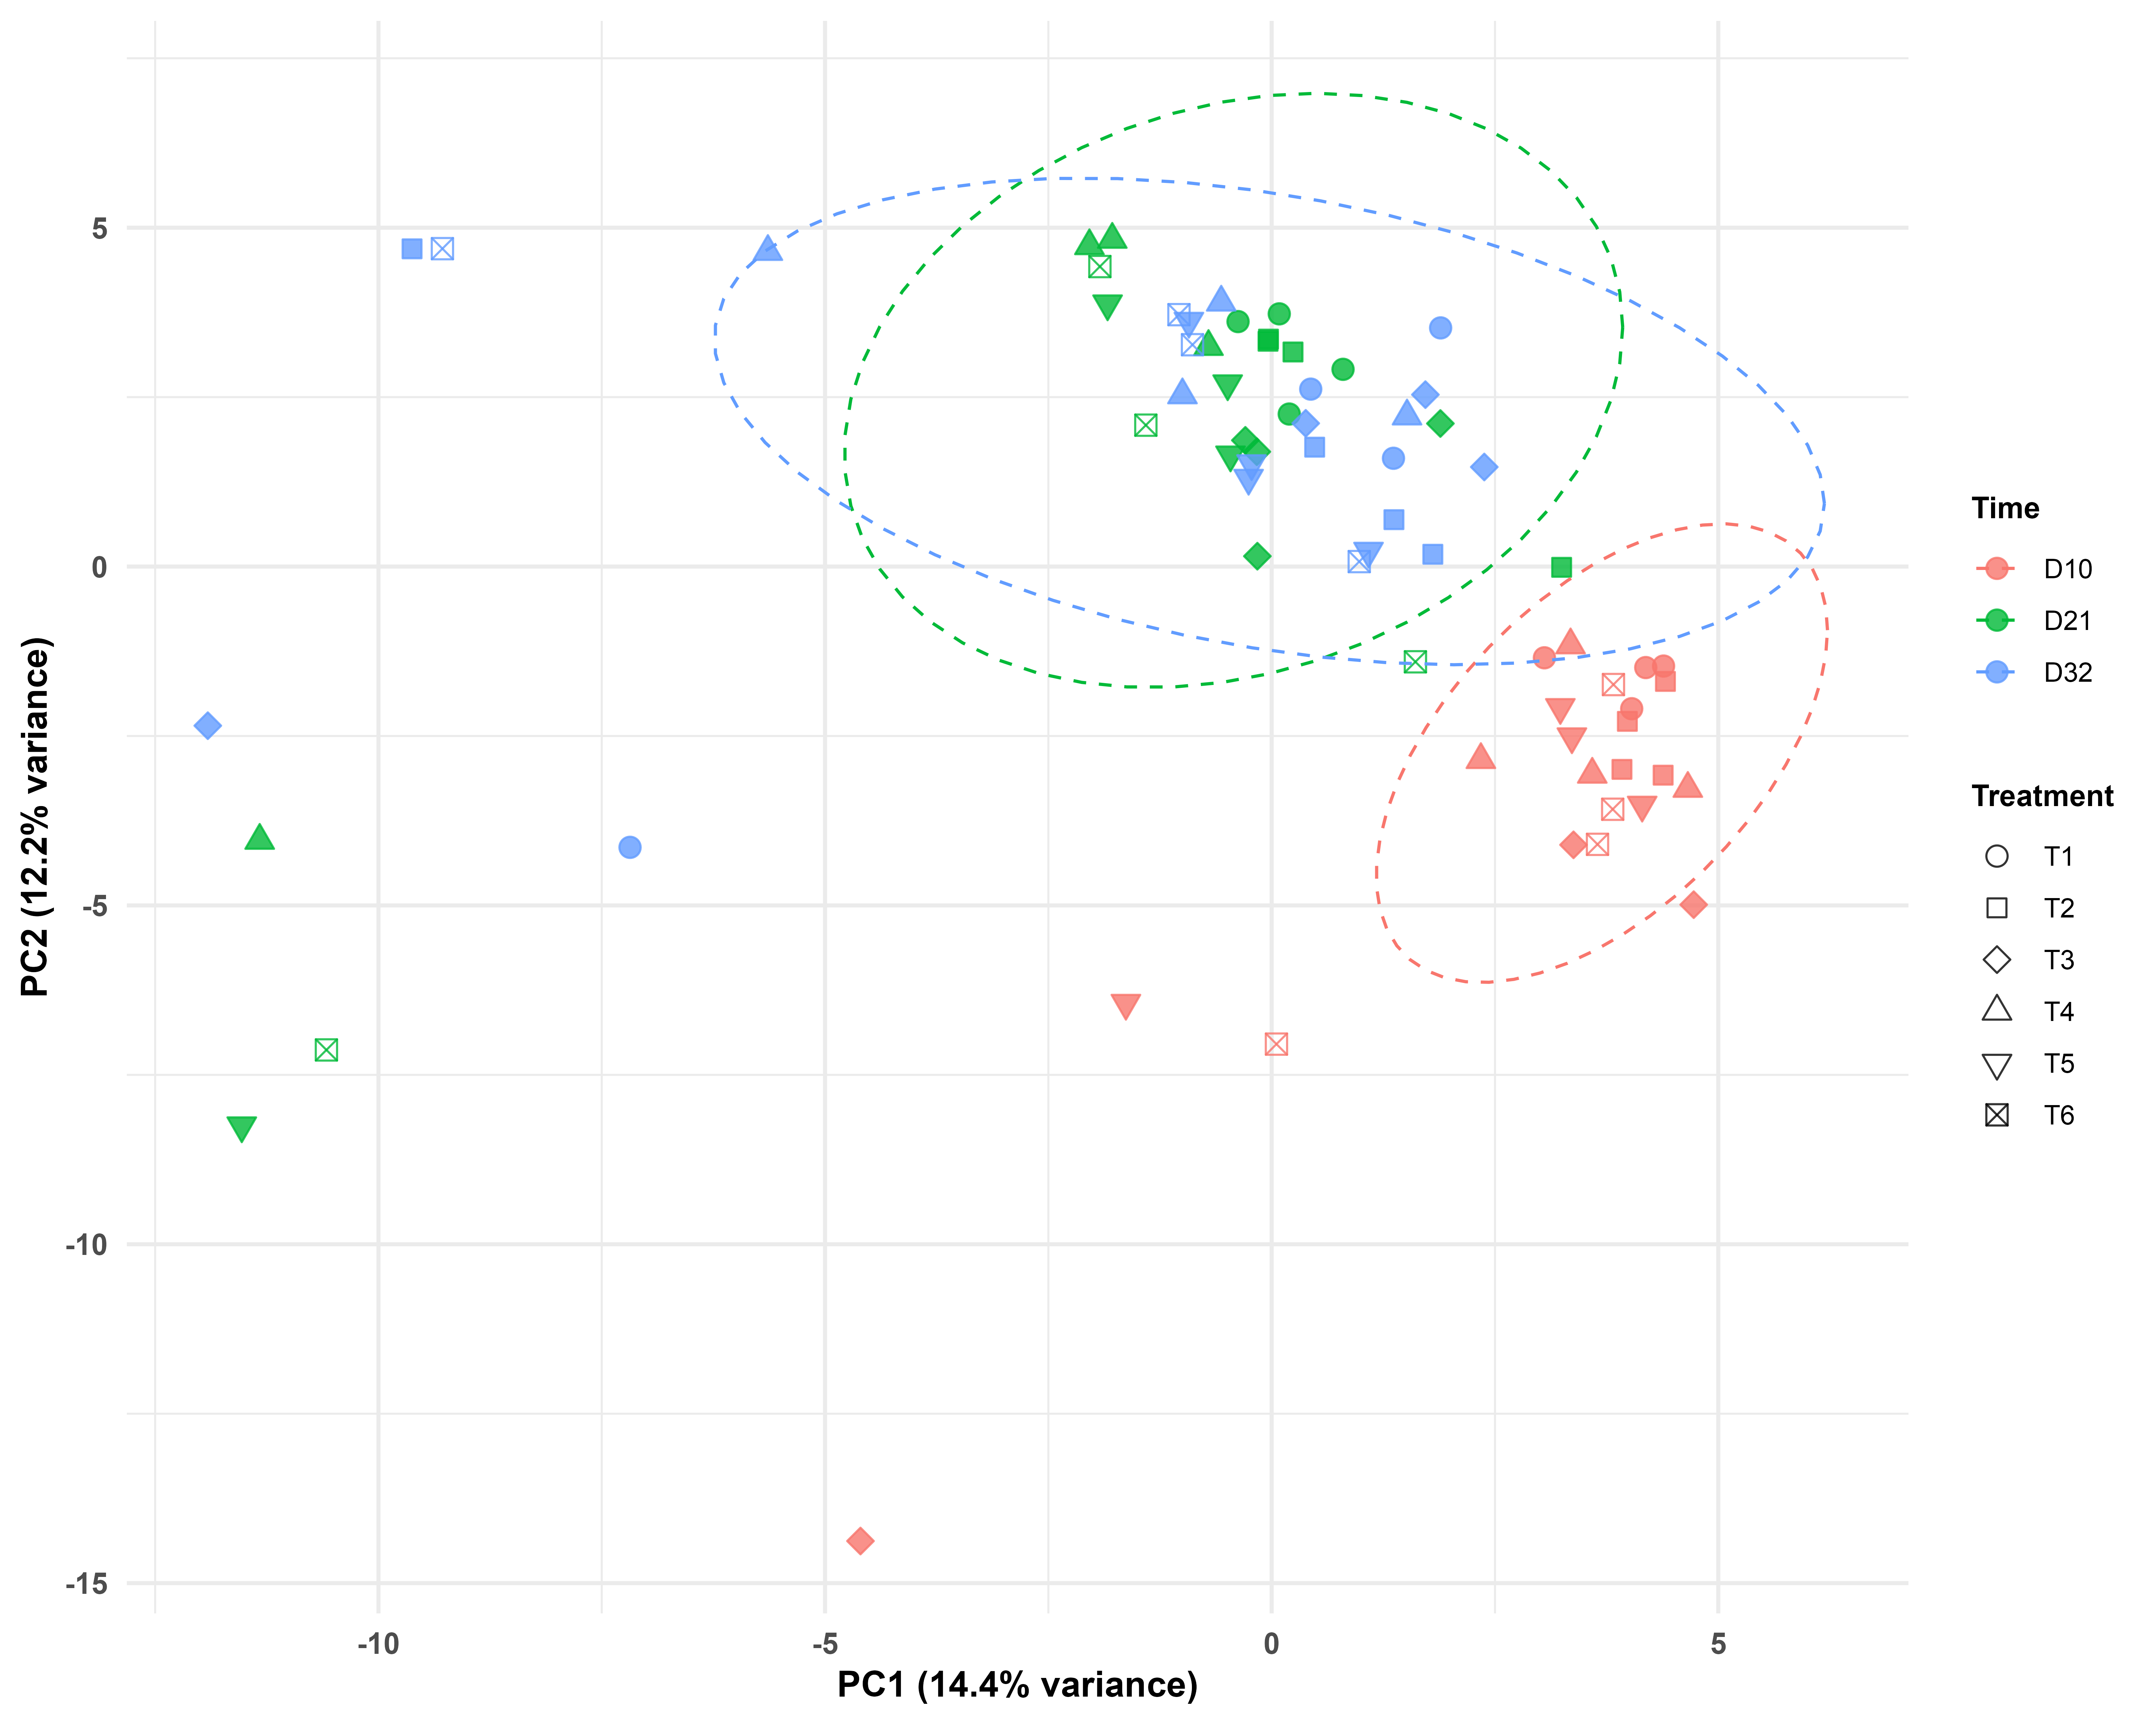 5
0
-5
-10
-15
PC2 (12.2% variance)
-10
-5
0
5
PC1 (14.4% variance)
Time
D10
D21
D32
Treatment
T1
T2
T3
T4
T5
T6